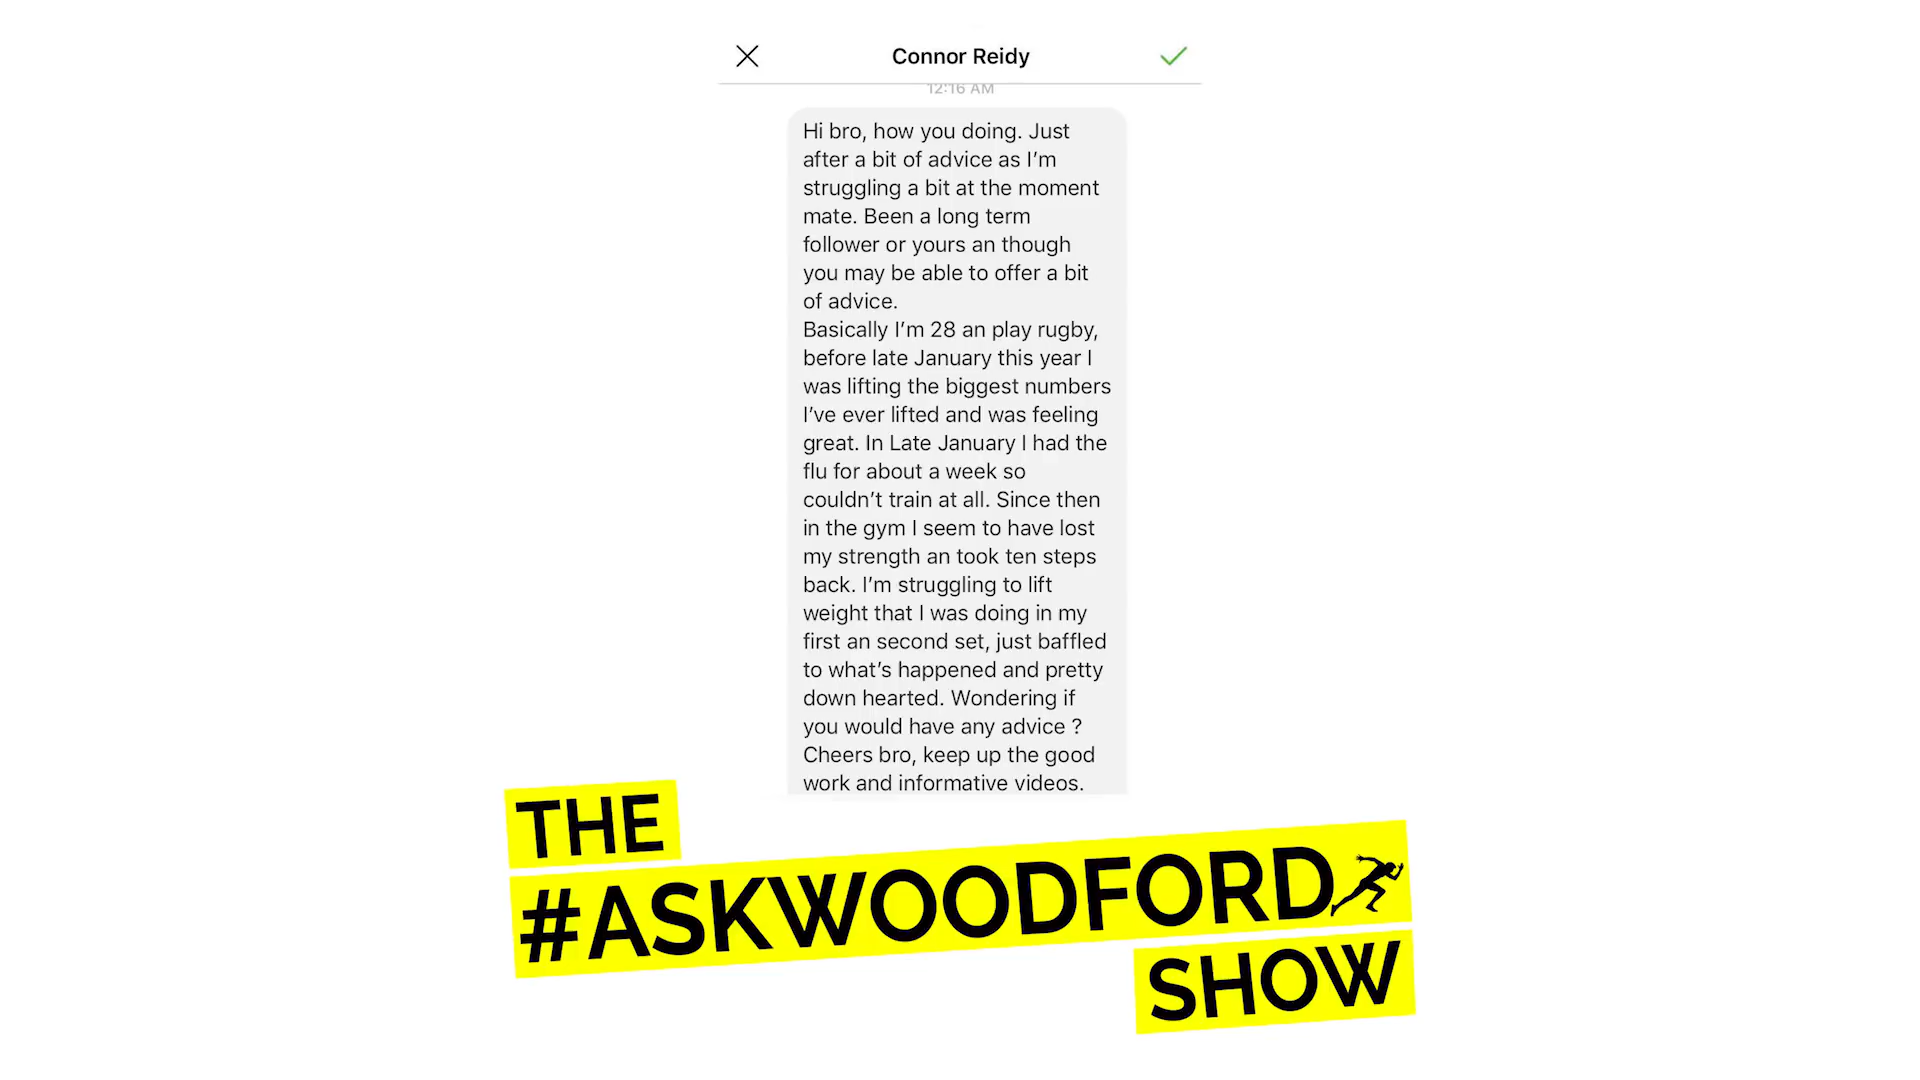 Connor Reidy
12:16 AM
Hi bro, how you doing. Just
after a bit of advice as I’m
struggling a bit at the moment
mate. Been a long term
follower or yours an though
you may be able to offer a bit
of advice.
Basically I’m 28 an play rugby,
before late January this year I
was lifting the biggest numbers
I’ve ever lifted and was feeling
great. In Late January I had the
flu for about a week so
couldn’t train at all. Since then
in the gym I seem to have lost
my strength an took ten steps
back. I’m struggling to lift
weight that I was doing in my
first an second set, just baffled
to what’s happened and pretty
down hearted. Wondering if
you would have any advice ?
Cheers bro, keep up the good
work and informative videos.
THE
#ASKWOODFORD
SHOW